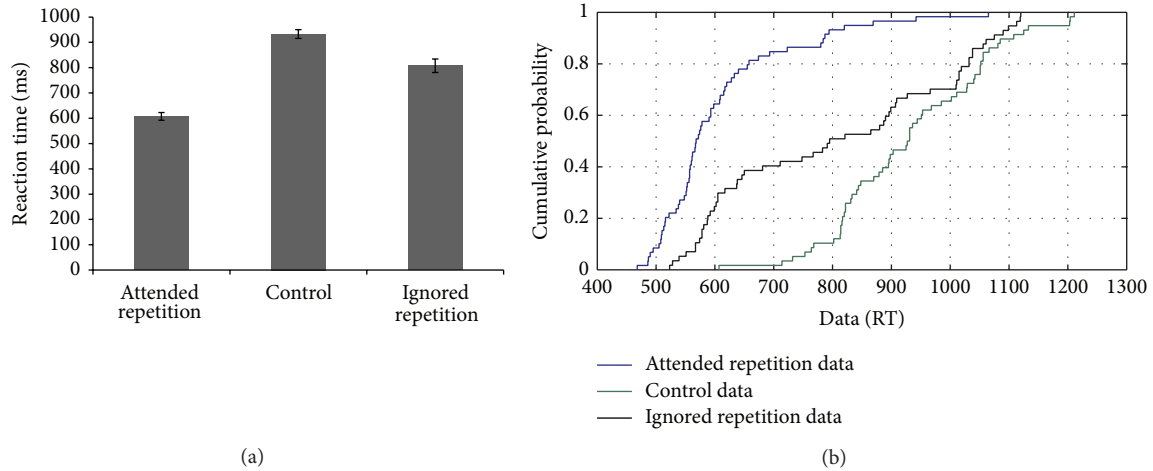 1000
900
800
700
600
500
400
300
200
100
0
Reaction time (ms)
Attended
repetition
Control
Ignored
repetition
(a)
1
0.8
0.6
0.4
0.2
0
Cumulative probability
400 500 600 700 800 900 1000 1100 1200 1300
Data (RT)
Attended repetition data
Control data
Ignored repetition data
(b)